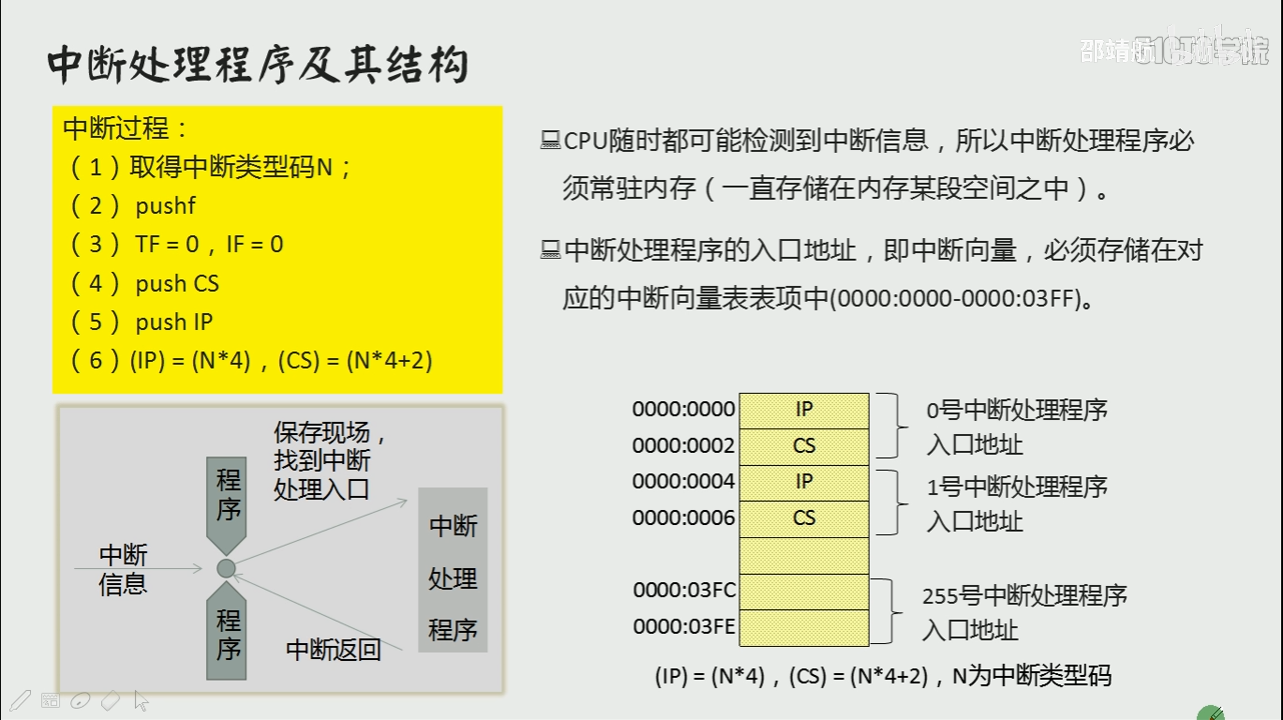 中断处理程序及其结构
邵靖航
中断过程：
（1）取得中断类型码N；
（2） pushf
（3） TF = 0，IF = 0
（4） push CS
（5） push IP
（6）(IP) = (N*4)，(CS) = (N*4+2)
CPU随时都可能检测到中断信息，所以中断处理程序必
须常驻内存（一直存储在内存某段空间之中）。
中断处理程序的入口地址，即中断向量，必须存储在对
应的中断向量表表项中(0000:0000-0000:03FF)。
保存现场，
找到中断
处理入口
程
序
中断
信息
程
序
中断返回
中断
处理
程序
0000:0000 IP
0000:0002 CS
0号中断处理程序
入口地址
0000:0004 IP
0000:0006 CS
1号中断处理程序
入口地址
0000:03FC
0000:03FE
255号中断处理程序
入口地址
(IP) = (N*4)，(CS) = (N*4+2)，N为中断类型码